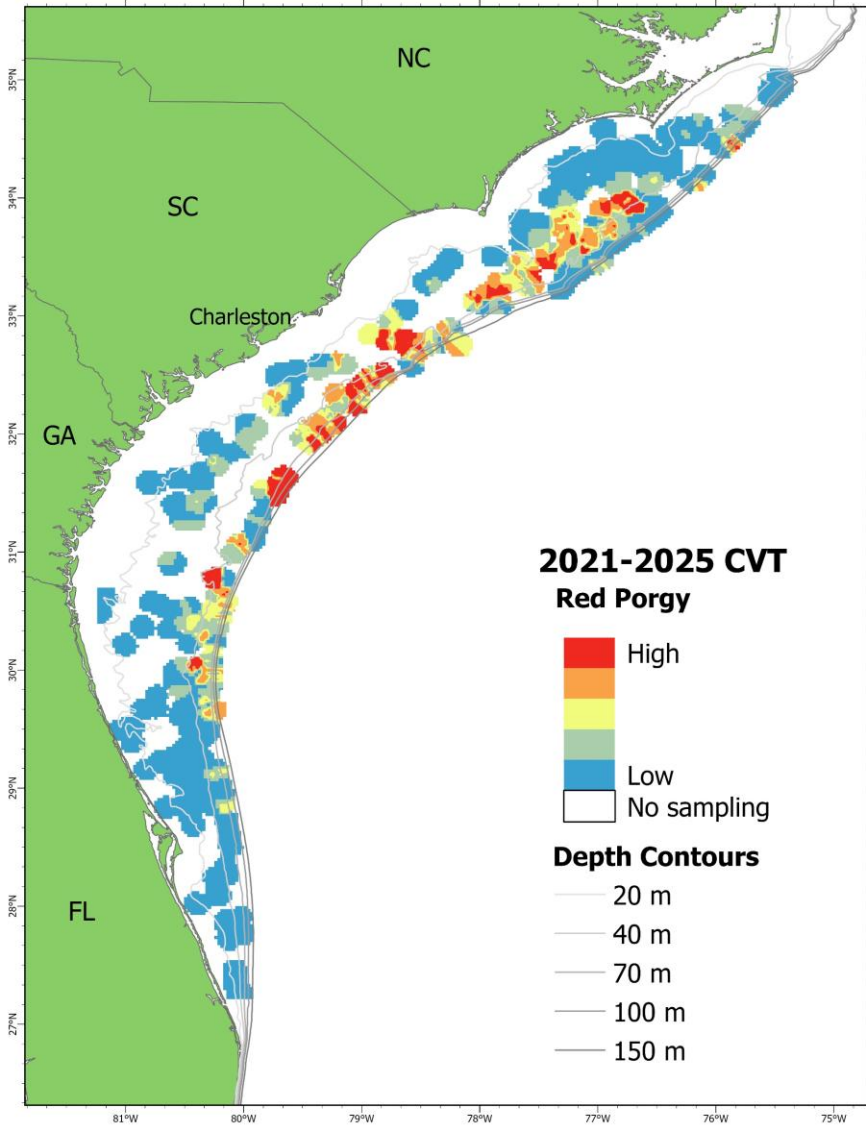 NC
SC
Charleston
GA
FL
35°N
34°N
33°N
32°N
31°N
30°N
29°N
28°N
27°N
81°W
80°W
79°W
78°W
77°W
76°W
75°W
2021-2025 CVT
Red Porgy
High
Low
No sampling
Depth Contours
20 m
40 m
70 m
100 m
150 m